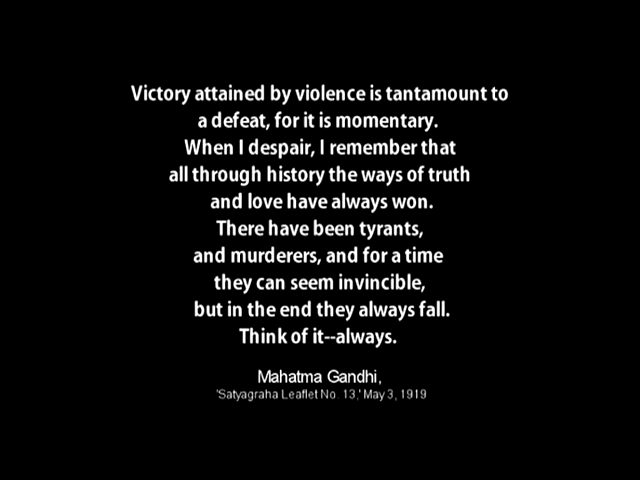 Victory attained by violence is tantamount to
a defeat, for it is momentary.
When I despair, I remember that
all through history the ways of truth
and love have always won.
There have been tyrants,
and murderers, and for a time
they can seem invincible,
but in the end they always fall.
Think of it--always.
Mahatma Gandhi,
'Satyagraha Leaflet No. 13,' May 3, 1919